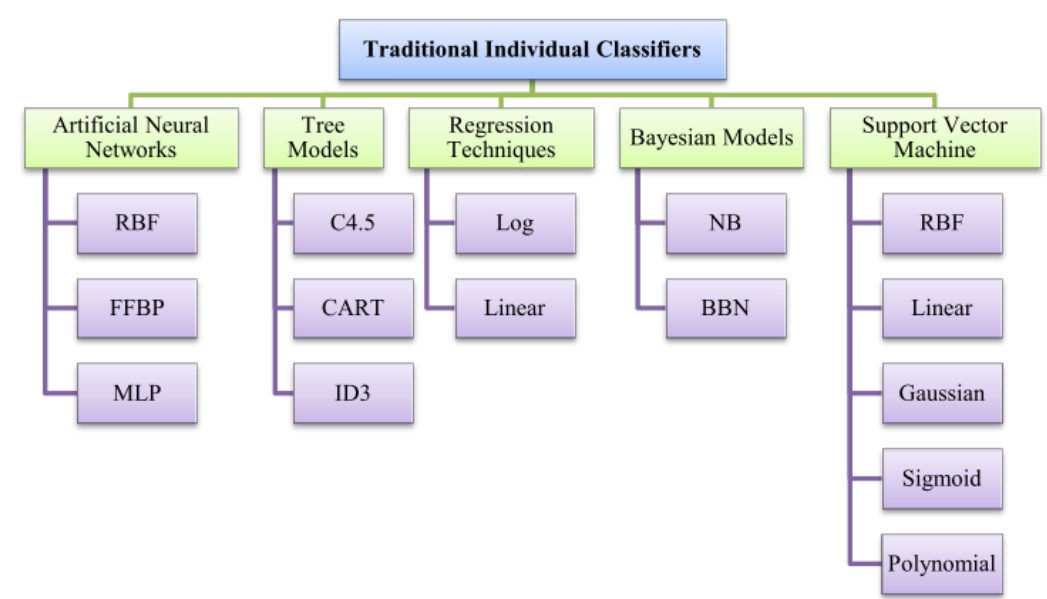 Traditional Individual Classifiers
Artificial Neural
Networks
RBF
FFBP
MLP
Tree
Models
C4.5
CART
ID3
Regression
Techniques
Log
Linear
Bayesian Models
NB
BBN
Support Vector
Machine
RBF
Linear
Gaussian
Sigmoid
Polynomial